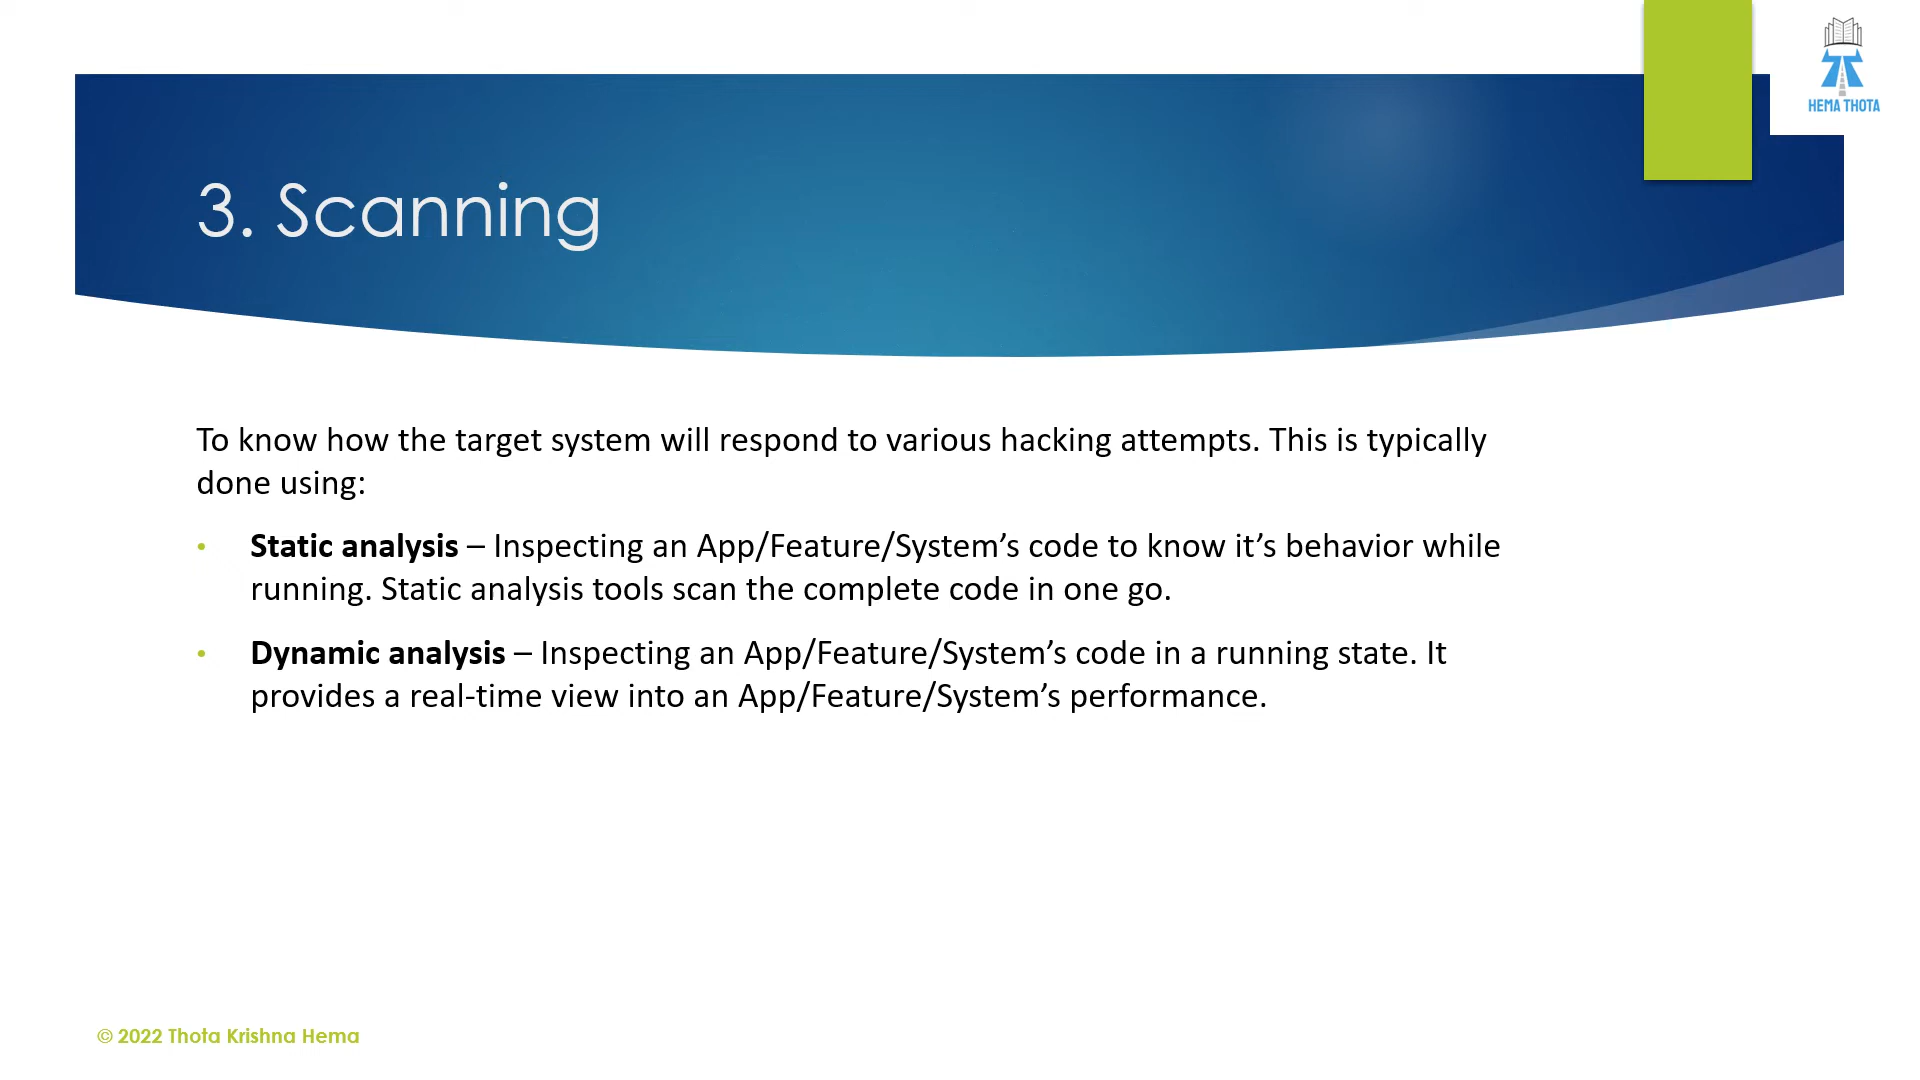 HEMA THOTA
3. Scanning
To know how the target system will respond to various hacking attempts. This is typically
done using:
• Static analysis – Inspecting an App/Feature/System’s code to know it’s behavior while
running. Static analysis tools scan the complete code in one go.
• Dynamic analysis – Inspecting an App/Feature/System’s code in a running state. It
provides a real-time view into an App/Feature/System’s performance.
© 2022 Thota Krishna Hema